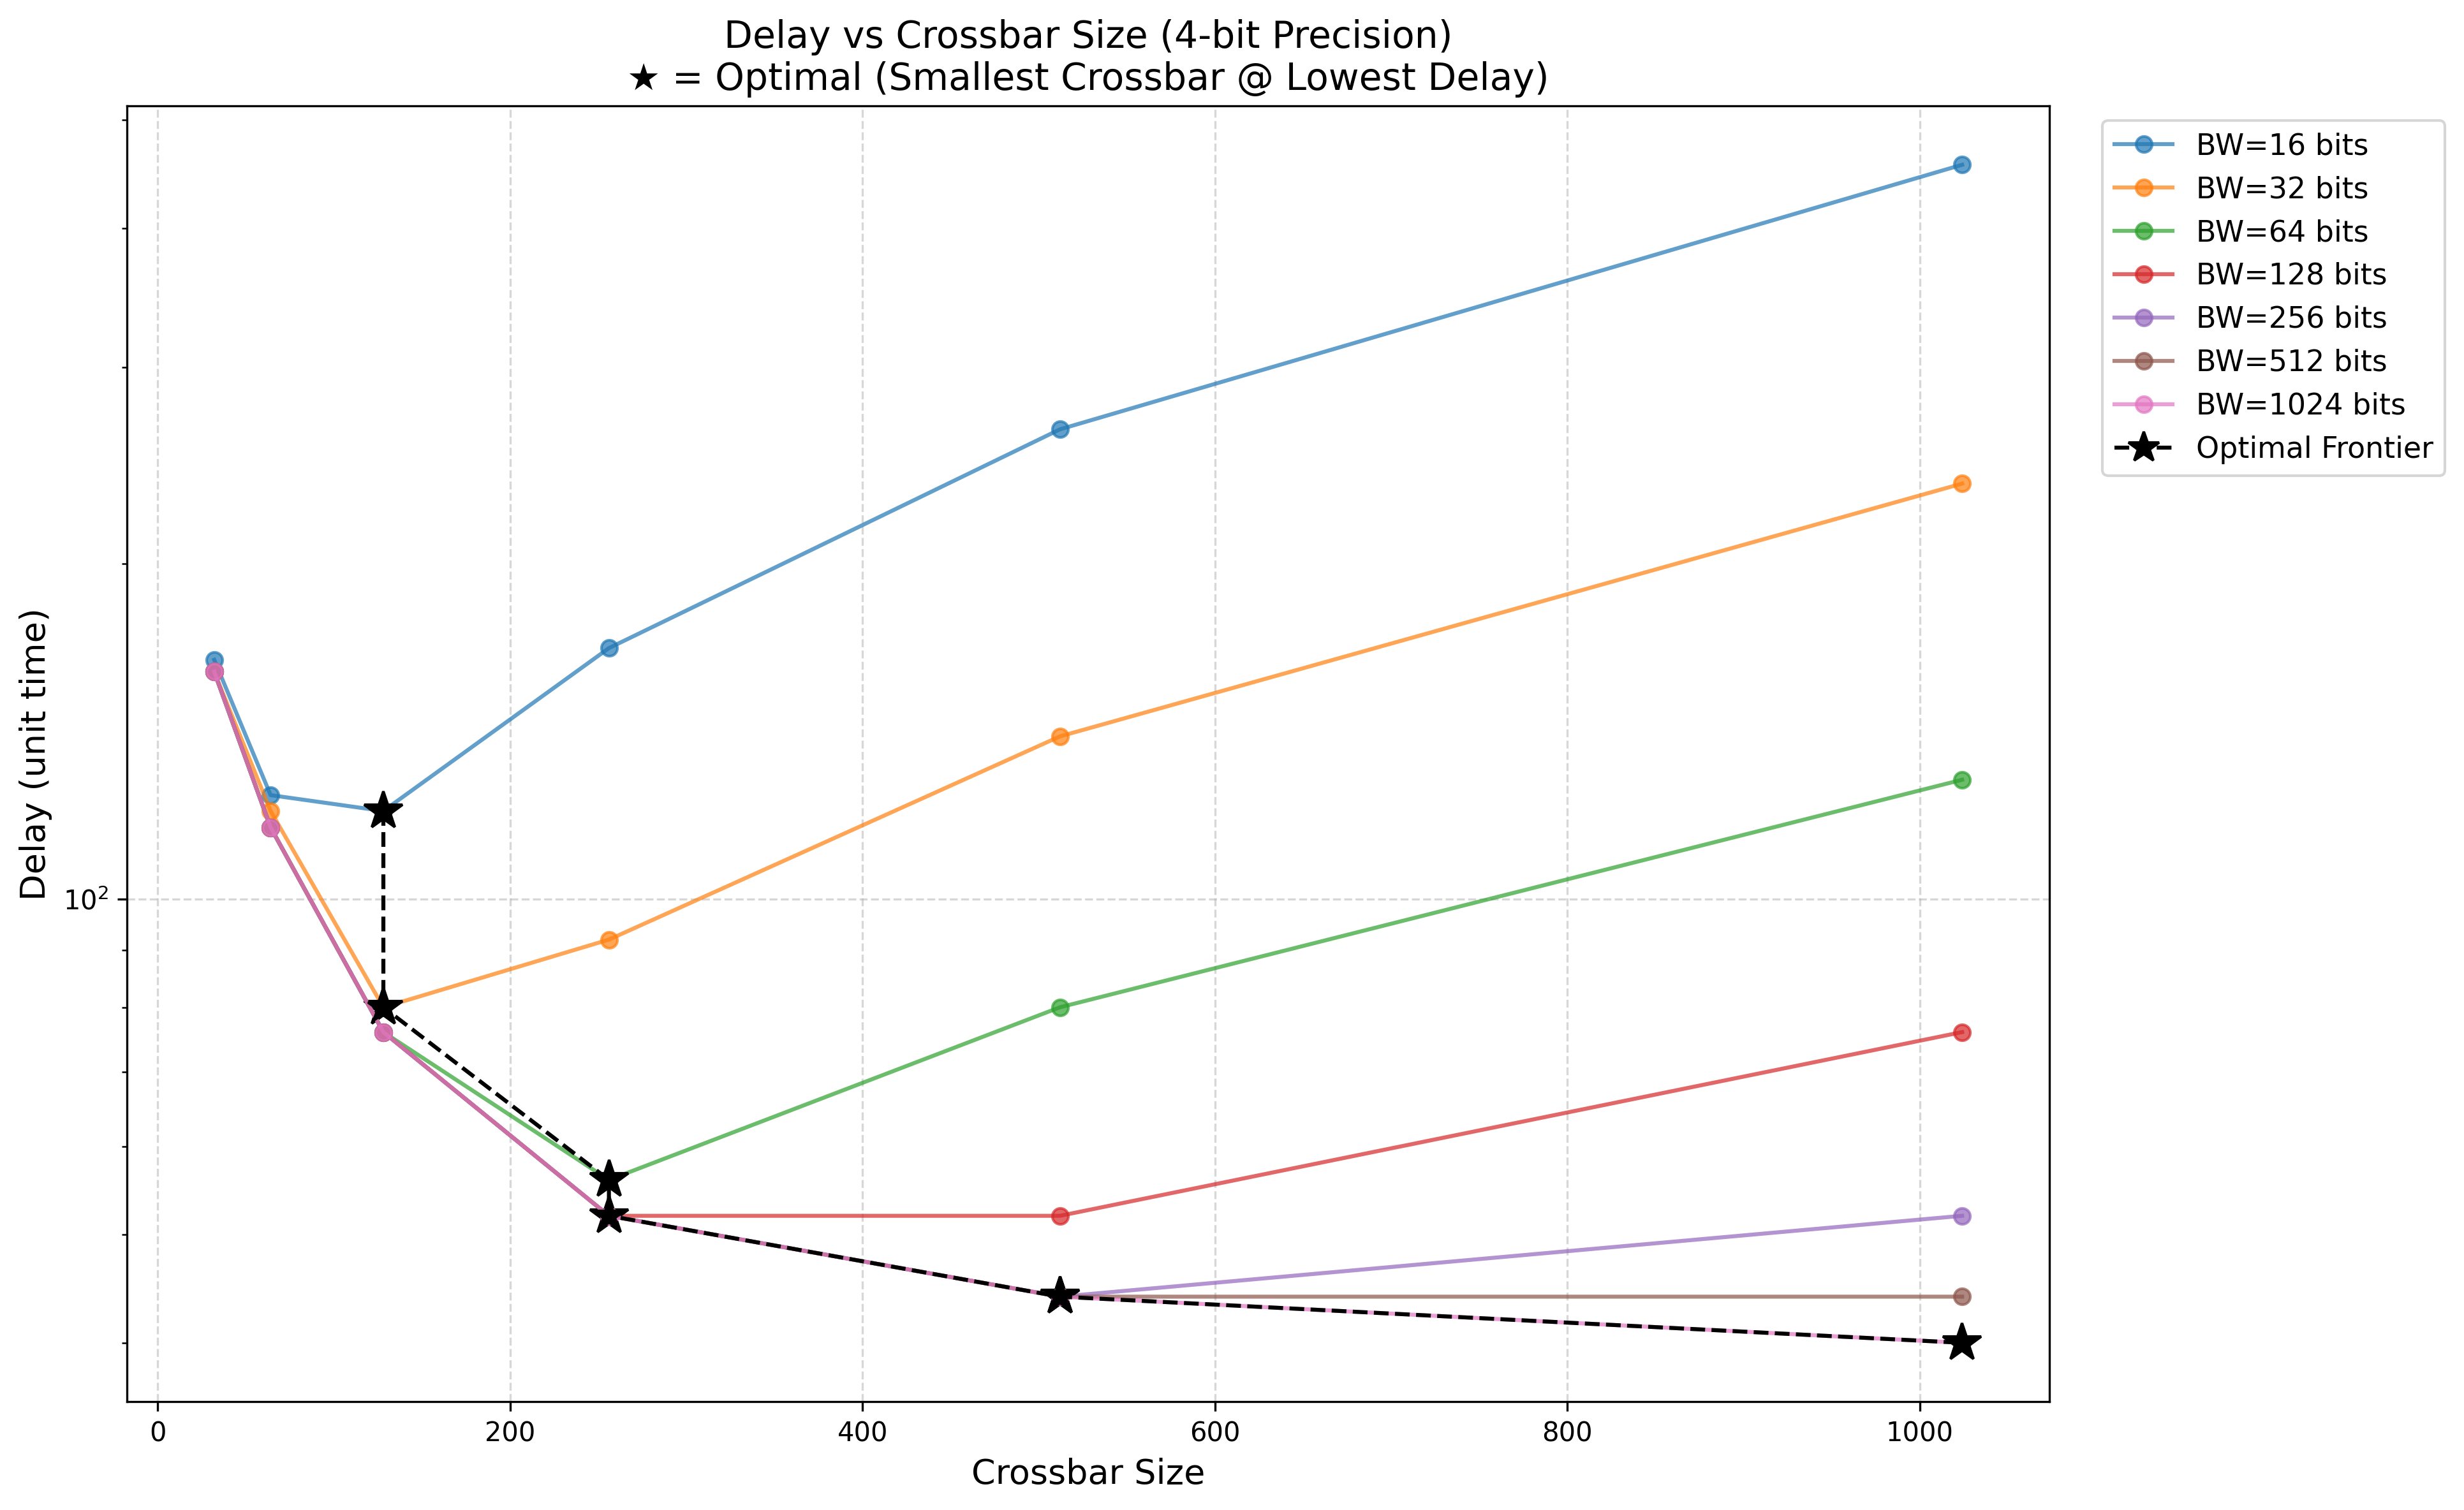 Delay vs Crossbar Size (4-bit Precision)
★ = Optimal (Smallest Crossbar @ Lowest Delay)
BW=16 bits
BW=32 bits
BW=64 bits
BW=128 bits
BW=256 bits
BW=512 bits
BW=1024 bits
Optimal Frontier
Delay (unit time)
10²
0 200 400 600 800 1000
Crossbar Size